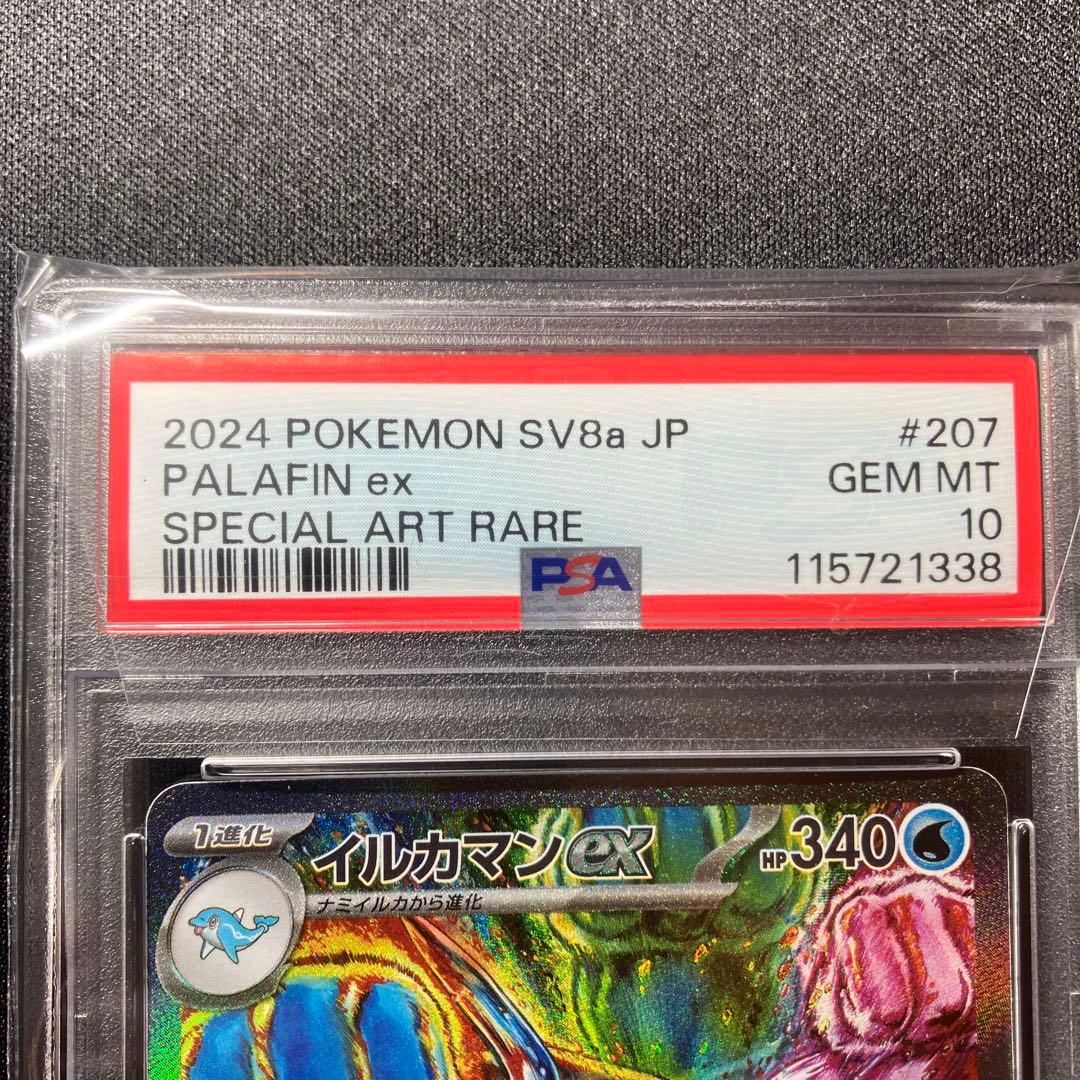 2024 POKEMON SV8a JP #207
PALAFIN ex GEM MT
SPECIAL ART RARE 10
PSA 115721338
1進化 イルカマンex HP340
ナミイルカから進化